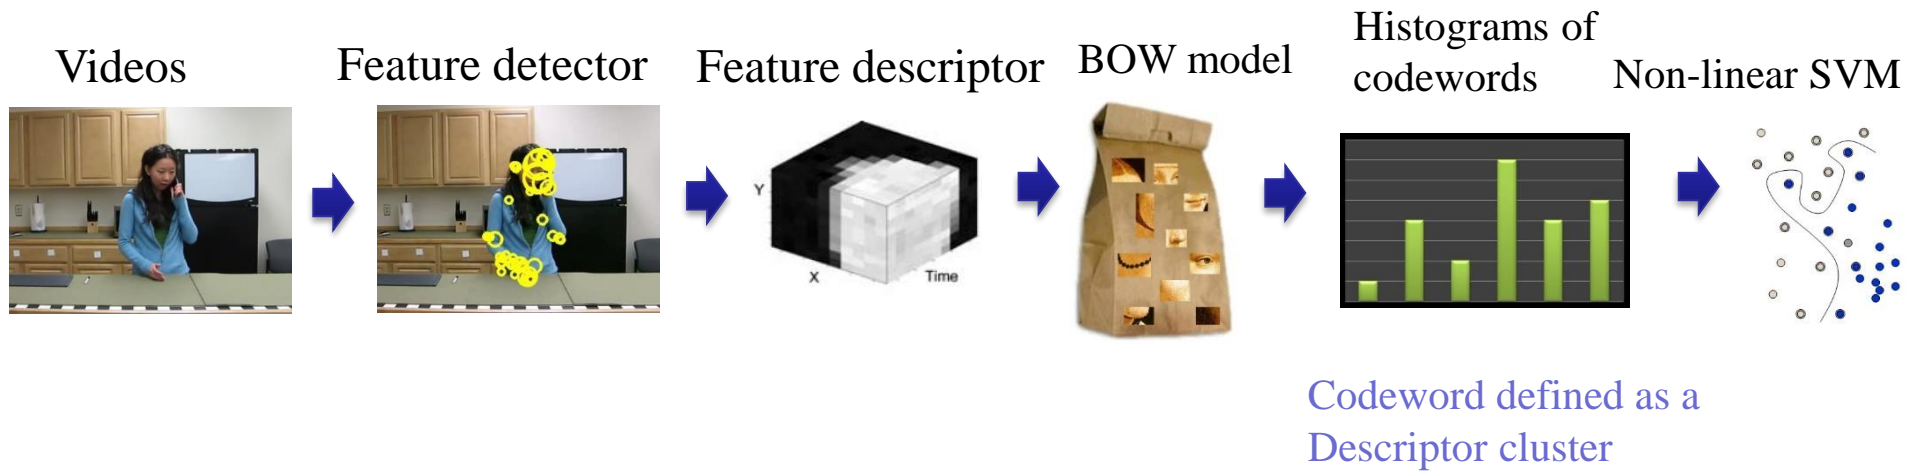 Videos
Feature detector
Feature descriptor
BOW model
Histograms of
codewords
Non-linear SVM
Y
X
Time
Codeword defined as a
Descriptor cluster